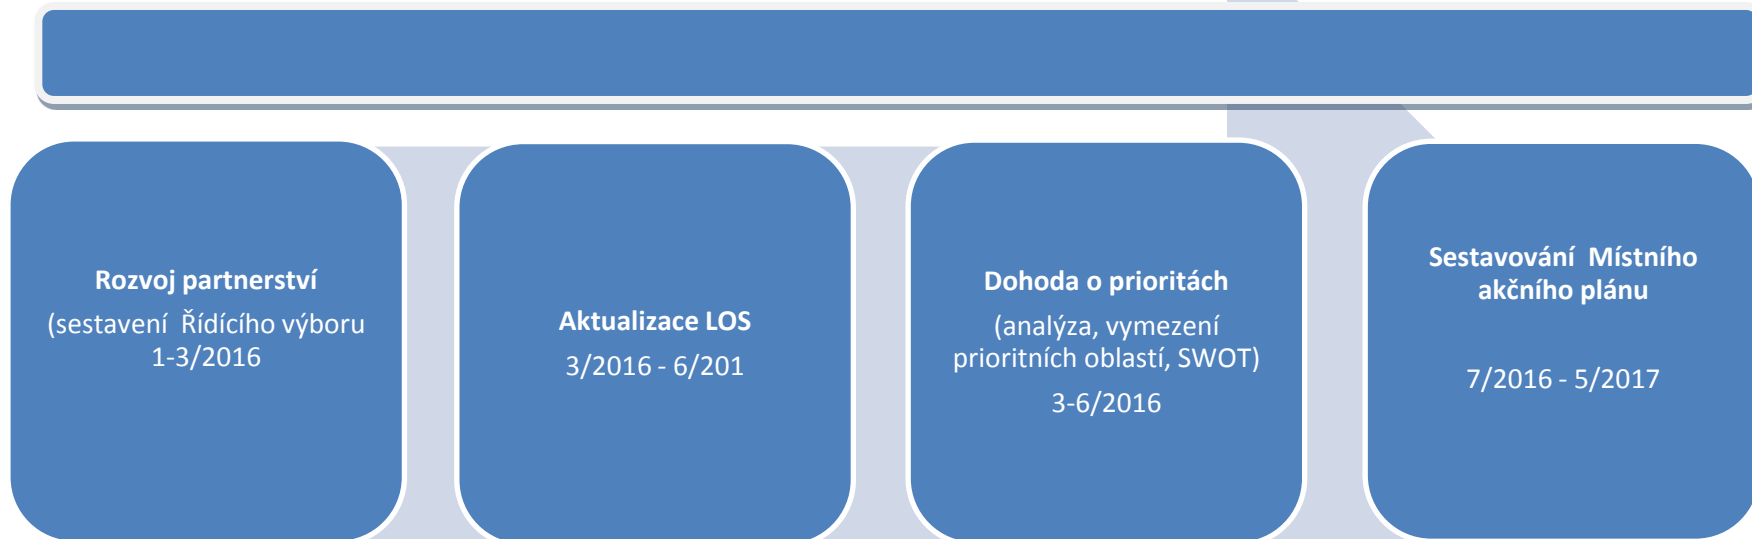 Rozvoj partnerství
(sestavení Řídícího výboru
1-3/2016
Aktualizace LOS
3/2016 - 6/201
Dohoda o prioritách
(analýza, vymezení
prioritních oblastí, SWOT)
3-6/2016
Sestavování Místního
akčního plánu
7/2016 - 5/2017